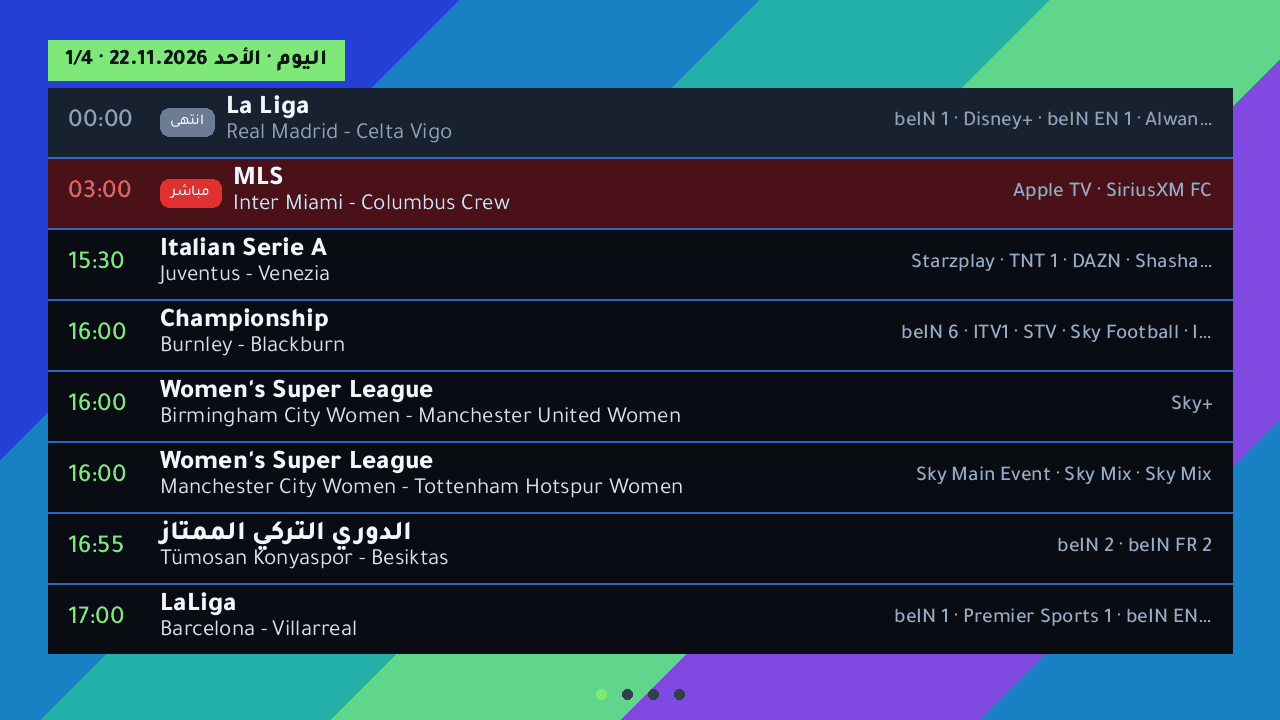 اليوم · الأحد 22.11.2026 · 1/4
00:00 انتهى La Liga beIN 1 · Disney+ · beIN EN 1 · Alwan…
Real Madrid - Celta Vigo
03:00 مباشر MLS Apple TV · SiriusXM FC
Inter Miami - Columbus Crew
15:30 Italian Serie A Starzplay · TNT 1 · DAZN · Shasha…
Juventus - Venezia
16:00 Championship beIN 6 · ITV1 · STV · Sky Football · I…
Burnley - Blackburn
16:00 Women's Super League Sky+
Birmingham City Women - Manchester United Women
16:00 Women's Super League Sky Main Event · Sky Mix · Sky Mix
Manchester City Women - Tottenham Hotspur Women
16:55 الدوري التركي الممتاز beIN 2 · beIN FR 2
Tümosan Konyaspor - Besiktas
17:00 LaLiga beIN 1 · Premier Sports 1 · beIN EN…
Barcelona - Villarreal